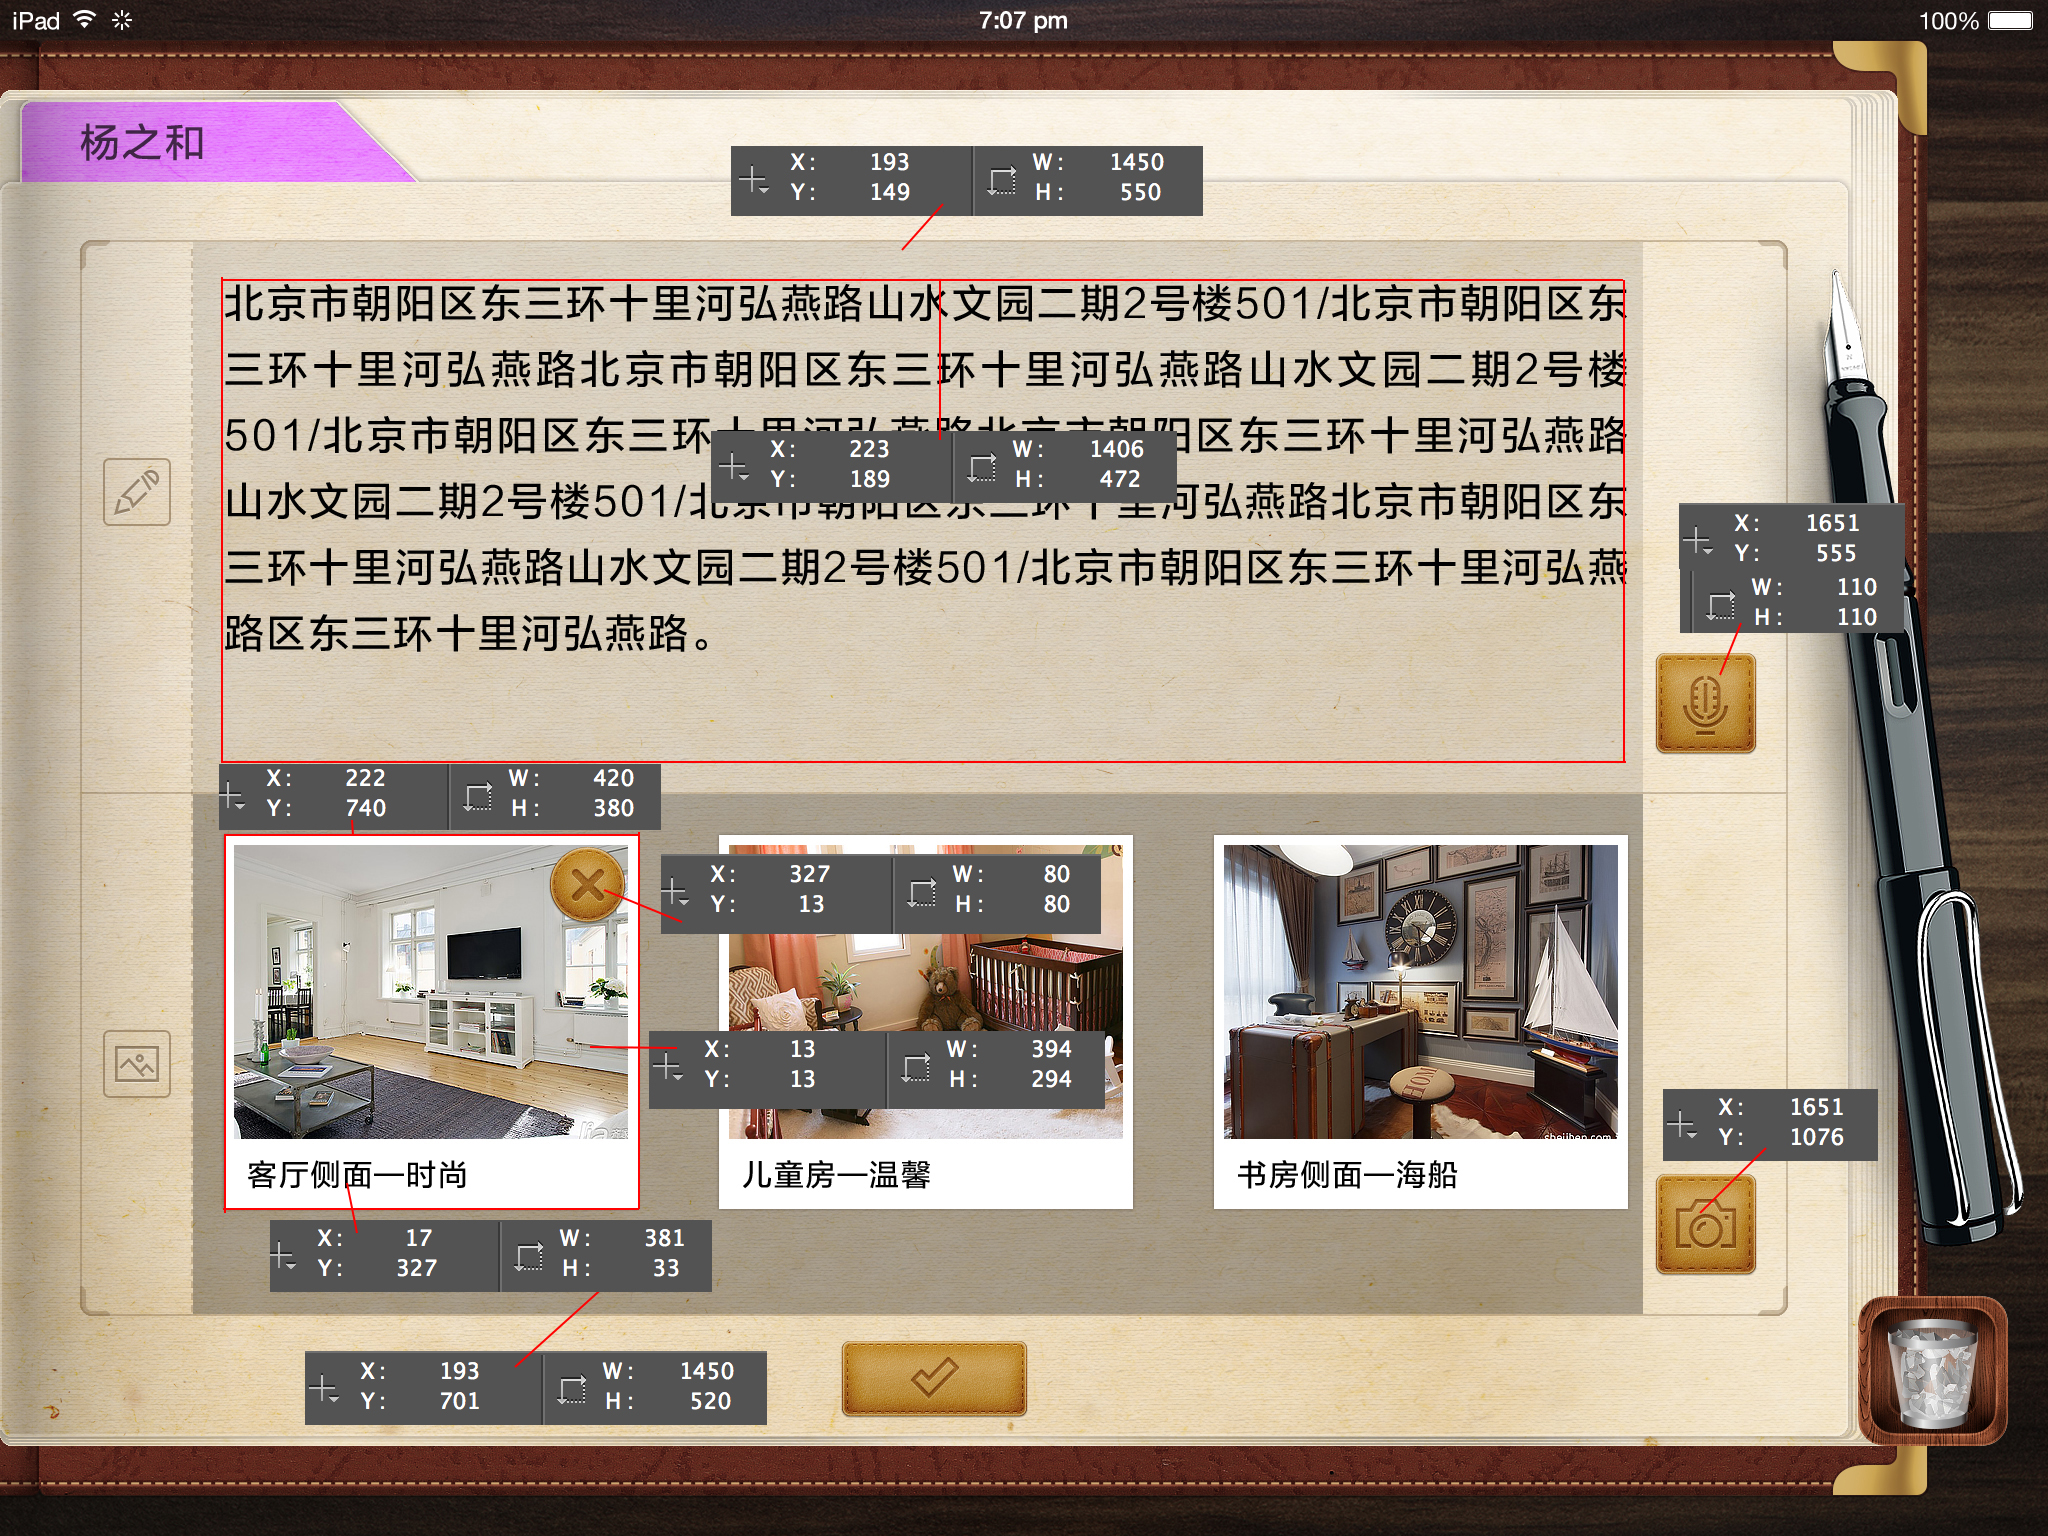 iPad
7:07 pm
100%
杨之和
X: 193 W: 1450
Y: 149 H: 550
北京市朝阳区东三环十里河弘燕路山水文园二期2号楼501/北京市朝阳区东
三环十里河弘燕路北京市朝阳区东三环十里河弘燕路山水文园二期2号楼
501/北京市朝阳区东三环十里河弘燕路北京市朝阳区东三环十里河弘燕路
X: 223 W: 1406
Y: 189 H: 472
山水文园二期2号楼501/北京市朝阳区东三环十里河弘燕路北京市朝阳区东
三环十里河弘燕路山水文园二期2号楼501/北京市朝阳区东三环十里河弘燕
路区东三环十里河弘燕路。
X: 1651
Y: 555
W: 110
H: 110
X: 222 W: 420
Y: 740 H: 380
X: 327 W: 80
Y: 13 H: 80
X: 13 W: 394
Y: 13 H: 294
X: 1651
Y: 1076
客厅侧面—时尚
儿童房—温馨
书房侧面—海船
X: 17 W: 381
Y: 327 H: 33
X: 193 W: 1450
Y: 701 H: 520